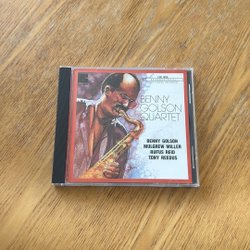 BENNY
GOLSON
QUARTET
BENNY GOLSON
MULGREW MILLER
RUFUS REID
TONY REEDUS